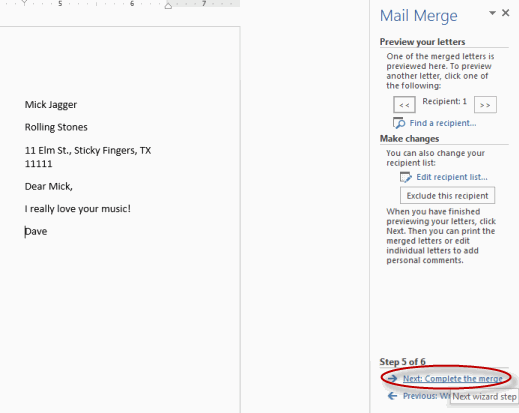 5 6 7
Mick Jagger
Rolling Stones
11 Elm St., Sticky Fingers, TX
11111
Dear Mick,
I really love your music!
Dave
Mail Merge
Preview your letters
One of the merged letters is
previewed here. To preview
another letter, click one of
the following:
<< Recipient: 1 >>
Find a recipient...
Make changes
You can also change your
recipient list:
Edit recipient list...
Exclude this recipient
When you have finished
previewing your letters, click
Next. Then you can print the
merged letters or edit
individual letters to add
personal comments.
Step 5 of 6
Next: Complete the merge
Previous: Next wizard step